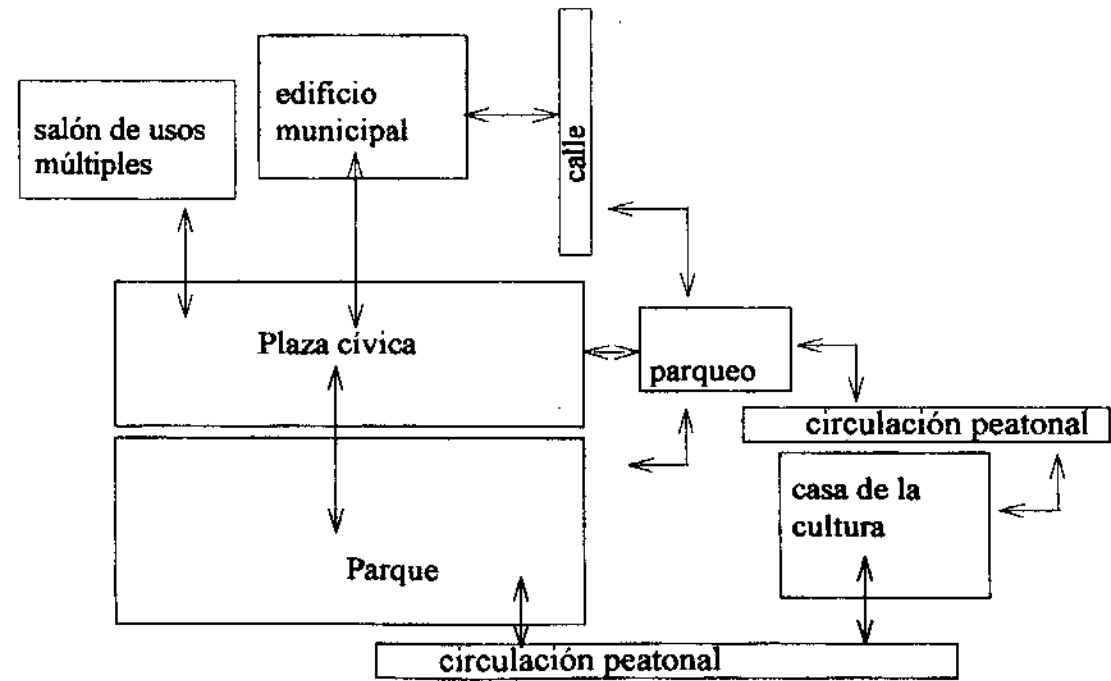 edificio
municipal
salón de usos
múltiples
calle
Plaza cívica
parqueo
circulación peatonal
casa de la
cultura
Parque
circulación peatonal